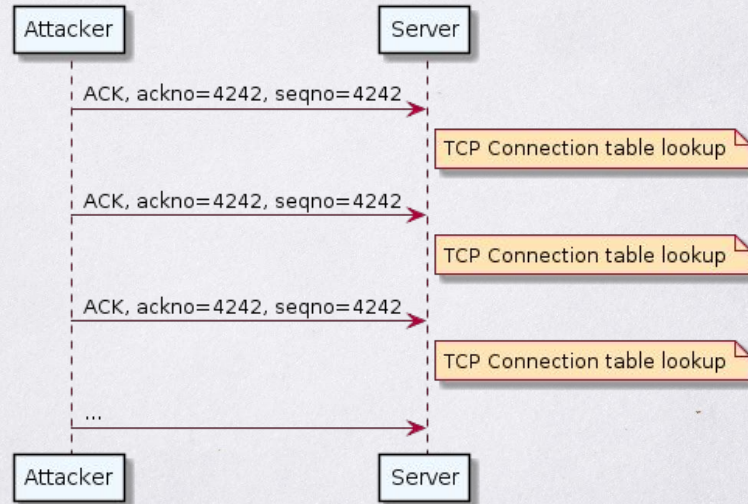 Attacker
Server
ACK, ackno=4242, seqno=4242
TCP Connection table lookup
ACK, ackno=4242, seqno=4242
TCP Connection table lookup
ACK, ackno=4242, seqno=4242
TCP Connection table lookup
...
Attacker
Server